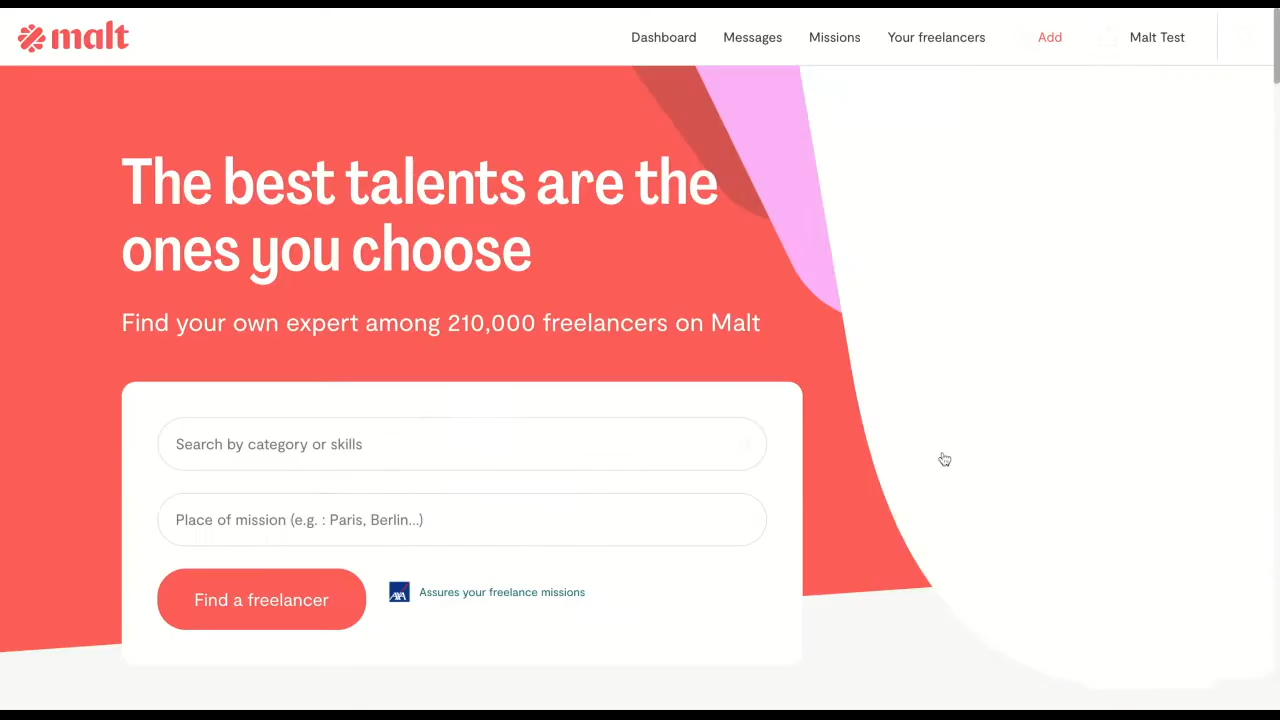 malt
Dashboard Messages Missions Your freelancers Add Malt Test
The best talents are the
ones you choose
Find your own expert among 210,000 freelancers on Malt
Search by category or skills
Place of mission (e.g. : Paris, Berlin...)
Find a freelancer
AXA Assures your freelance missions